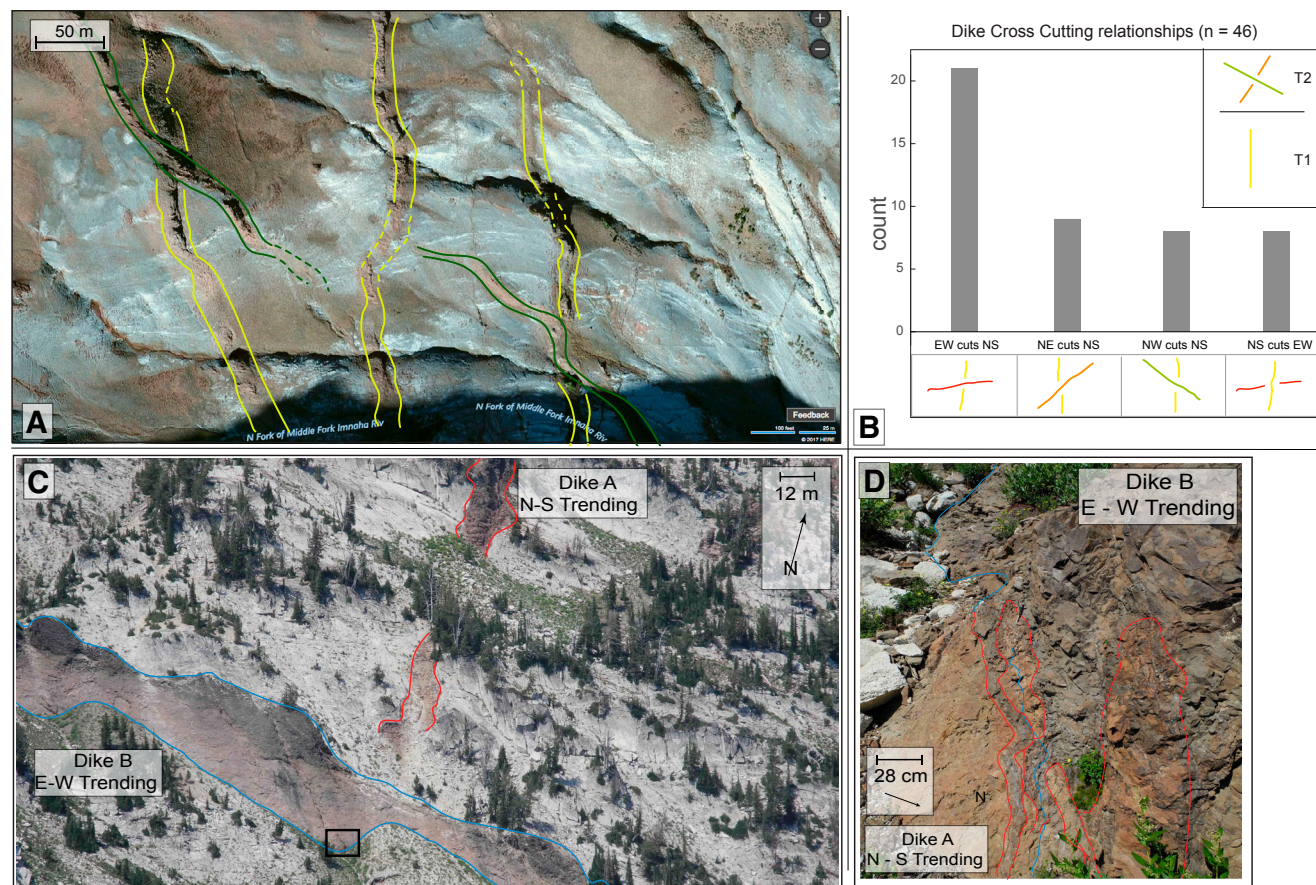 50 m
+
−
N Fork of Middle Fork Imnaha Riv
N Fork of Middle Fork Imnaha Riv
Feedback
100 feet
25 m
© 2017 HERE
A
Dike Cross Cutting relationships (n = 46)
20
10
5
0
count
T2
T1
EW cuts NS
NE cuts NS
NW cuts NS
NS cuts EW
B
C
Dike A
N-S Trending
12 m
N
Dike B
E-W Trending
D
Dike B
E - W Trending
28 cm
N
Dike A
N - S Trending